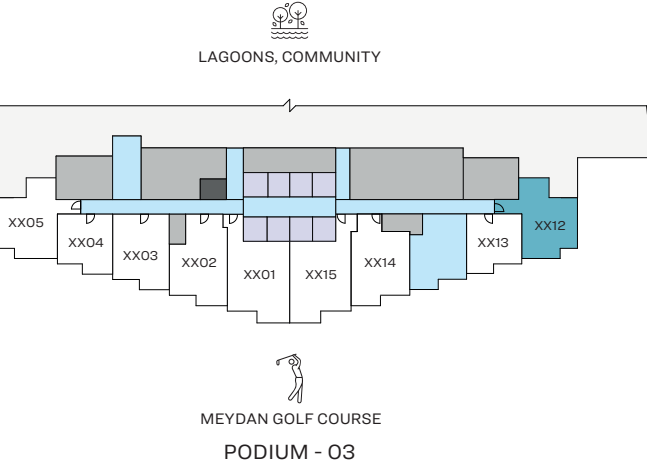 LAGOONS, COMMUNITY
XX05
XX04
XX03
XX02
XX01
XX15
XX14
XX13
XX12
MEYDAN GOLF COURSE
PODIUM - 03